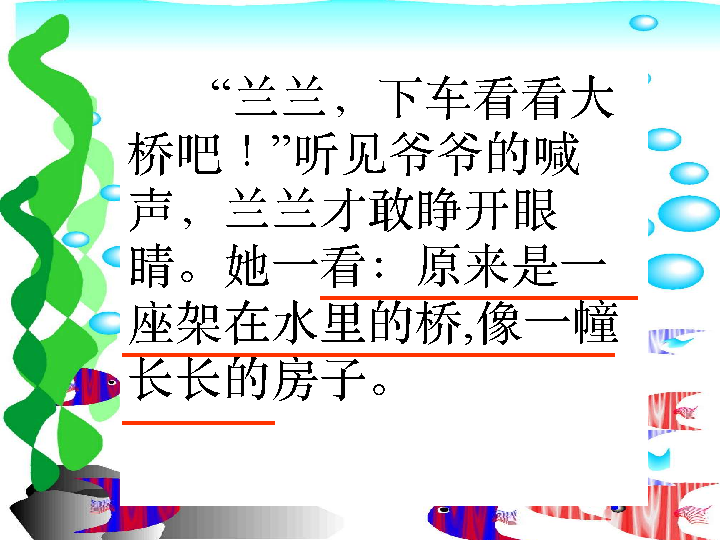 “兰兰，下车看看大
桥吧！”听见爷爷的喊
声，兰兰才敢睁开眼
睛。她一看：原来是一
座架在水里的桥,像一幢
长长的房子。